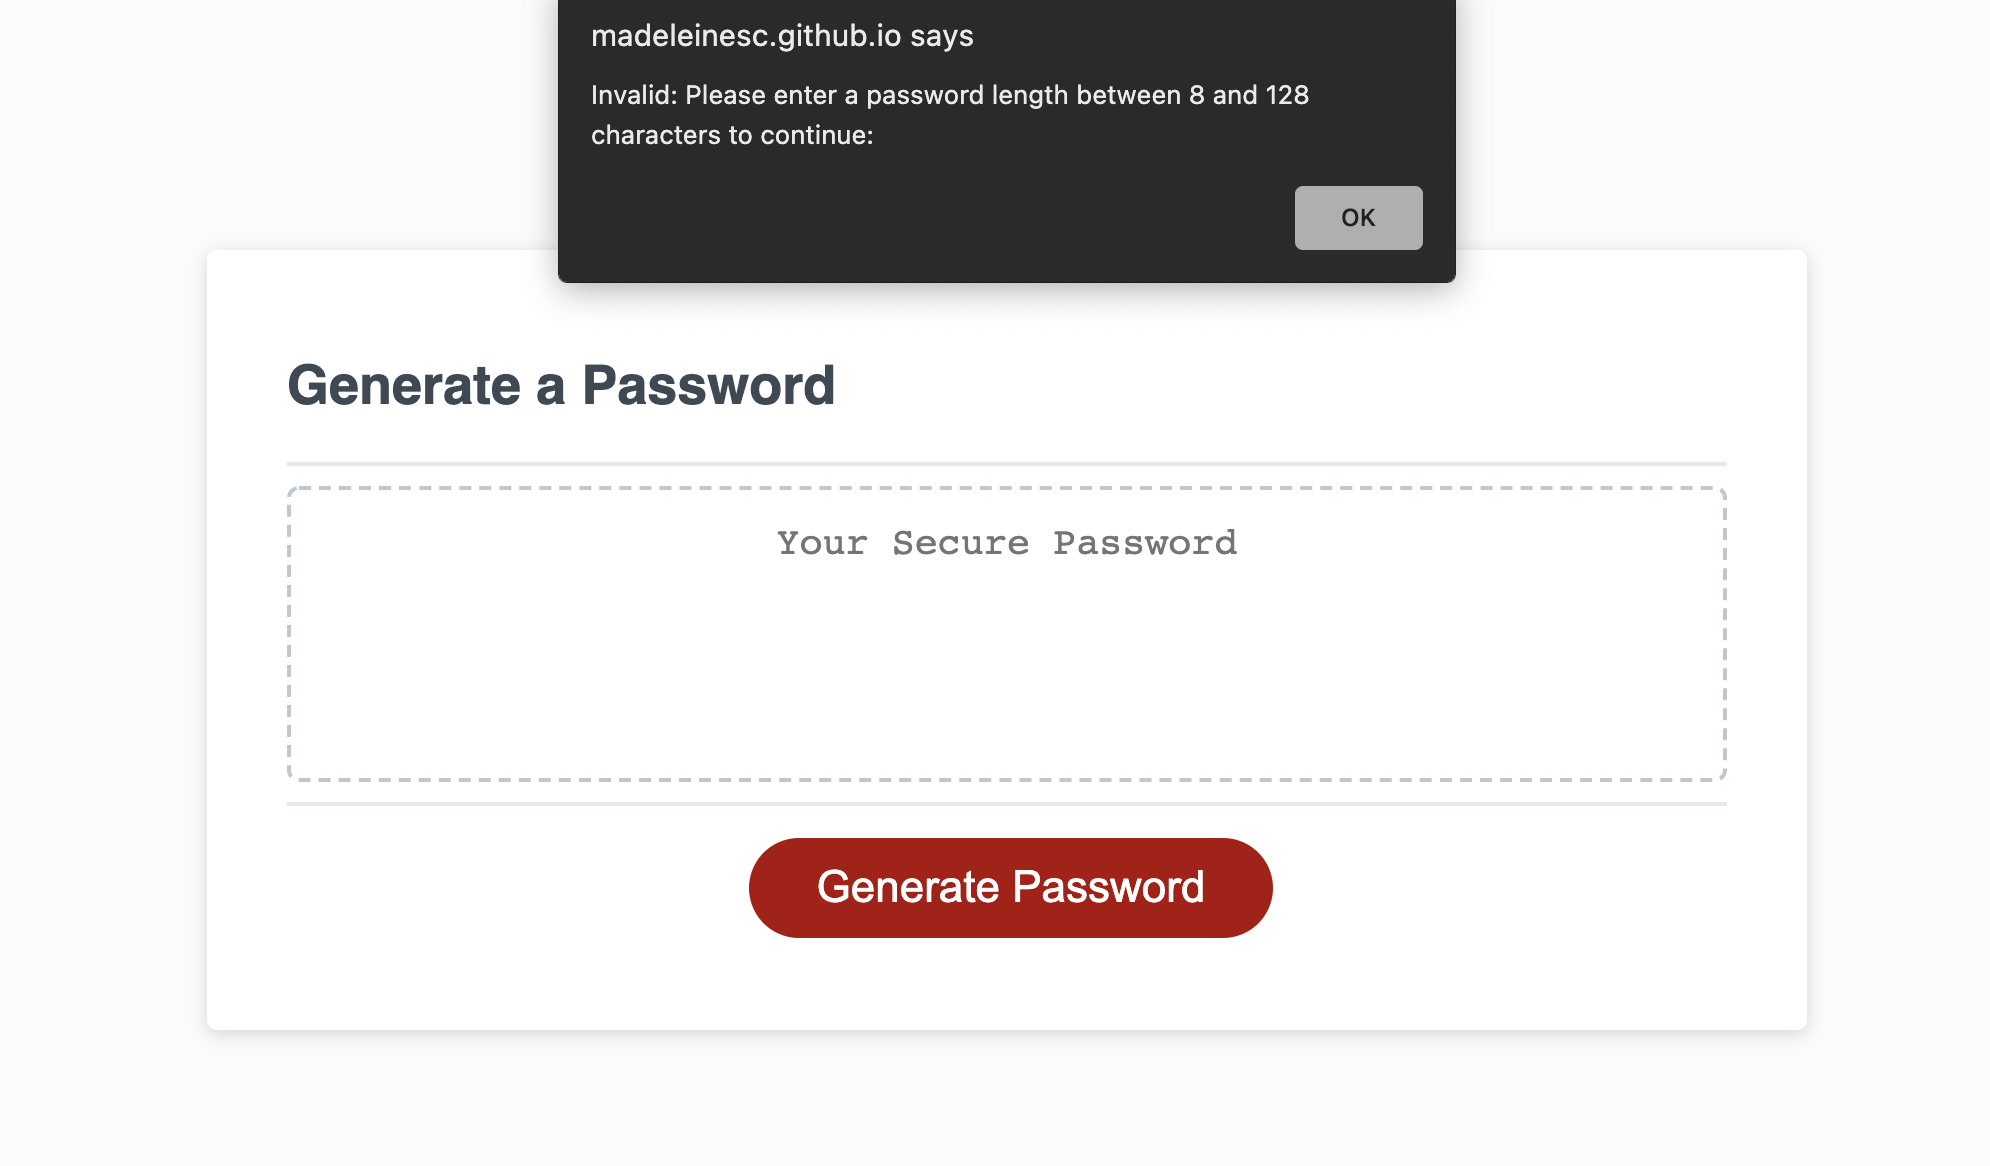 madeleinesc.github.io says
Invalid: Please enter a password length between 8 and 128
characters to continue:
OK
Generate a Password
Your Secure Password
Generate Password